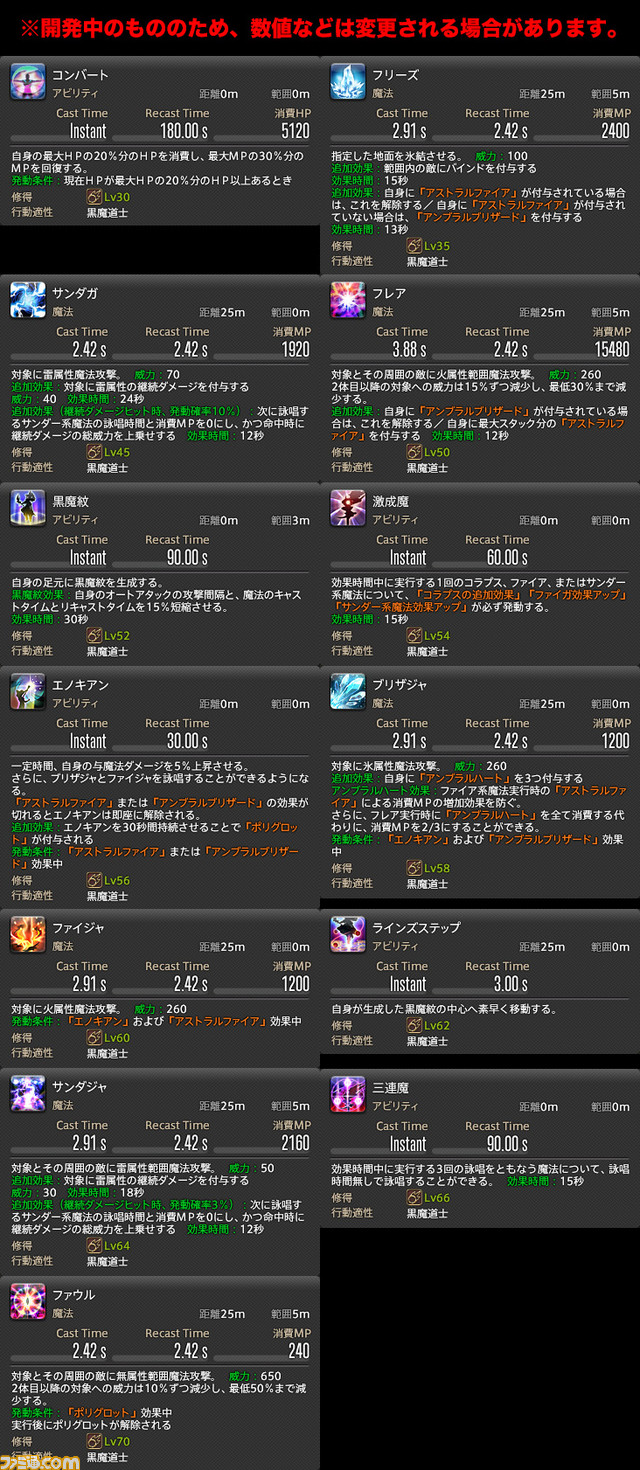 ※開発中のもののため、数値などは変更される場合があります。
コンバート
アビリティ 距離0m 範囲0m
Cast Time Recast Time 消費HP
Instant 180.00s 5120
自身の最大HPの20%分のHPを消費し、最大MPの30%分の
MPを回復する。
発動条件：現在HPが最大HPの20%分のHP以上あるとき
修得 Lv30
行動適性 黒魔道士
フリーズ
魔法 距離25m 範囲5m
Cast Time Recast Time 消費MP
2.91s 2.42s 2400
指定した地面を氷結させる。 威力：100
追加効果：範囲内の敵にバインドを付与する
効果時間：15秒
追加効果：自身に「アストラルファイア」が付与されている場合
は、これを解除する／自身に「アストラルファイア」が付与され
ていない場合は、「アンブラルブリザード」を付与する
効果時間：13秒
修得 Lv35
行動適性 黒魔道士
サンダガ
魔法 距離25m 範囲0m
Cast Time Recast Time 消費MP
2.42s 2.42s 1920
対象に雷属性魔法攻撃。 威力：70
追加効果：対象に雷属性の継続ダメージを付与する
威力：40 効果時間：24秒
追加効果（継続ダメージヒット時、発動確率10%）：次に詠唱
するサンダー系魔法の詠唱時間と消費MPを0にし、かつ命中時に
継続ダメージの総威力を上乗せする 効果時間：12秒
修得 Lv45
行動適性 黒魔道士
フレア
魔法 距離25m 範囲5m
Cast Time Recast Time 消費MP
3.88s 2.42s 15480
対象とその周囲の敵に火属性範囲魔法攻撃。 威力：260
2体目以降の対象への威力は15%ずつ減少し、最低30%まで減
少する。
追加効果：自身に「アンブラルブリザード」が付与されている場
合は、これを解除する／自身に最大スタック分の「アストラルフ
ァイア」を付与する 効果時間：12秒
修得 Lv50
行動適性 黒魔道士
黒魔紋
アビリティ 距離0m 範囲3m
Cast Time Recast Time
Instant 90.00s
自身の足元に黒魔紋を生成する。
黒魔紋効果：自身のオートアタックの攻撃間隔と、魔法のキャス
トタイムとリキャストタイムを15%短縮させる。
効果時間：30秒
修得 Lv52
行動適性 黒魔道士
激成魔
アビリティ 距離0m 範囲0m
Cast Time Recast Time
Instant 60.00s
効果時間中に実行する1回のコラプス、ファイア、またはサンダー
系魔法について、「コラプスの追加効果」「ファイガ効果アップ」
「サンダー系魔法効果アップ」が必ず発動する。
効果時間：15秒
修得 Lv54
行動適性 黒魔道士
エノキアン
アビリティ 距離0m 範囲0m
Cast Time Recast Time
Instant 30.00s
一定時間、自身の与魔法ダメージを5%上昇させる。
さらに、ブリザジャとファイジャを詠唱することができるようにな
る。
「アストラルファイア」または「アンブラルブリザード」の効果が
切れるとエノキアンは即座に解除される。
追加効果：エノキアンを30秒間持続させることで「ポリグロッ
ト」が付与される
発動条件：「アストラルファイア」または「アンブラルブリザー
ド」効果中
修得 Lv56
行動適性 黒魔道士
ブリザジャ
魔法 距離25m 範囲0m
Cast Time Recast Time 消費MP
2.91s 2.42s 1200
対象に氷属性魔法攻撃。 威力：260
追加効果：自身に「アンブラルハート」を3つ付与する
アンブラルハート効果：ファイア系魔法実行時の「アストラルフ
ァイア」による消費MPの増加効果を防ぐ。
さらに、フレア実行時に「アンブラルハート」を全て消費する代
わりに、消費MPを2/3にすることができる。
発動条件：「エノキアン」および「アンブラルブリザード」効果
中
修得 Lv58
行動適性 黒魔道士
ファイジャ
魔法 距離25m 範囲0m
Cast Time Recast Time 消費MP
2.91s 2.42s 1200
対象に火属性魔法攻撃。 威力：260
発動条件：「エノキアン」および「アストラルファイア」効果中
修得 Lv60
行動適性 黒魔道士
ラインズステップ
アビリティ 距離25m 範囲0m
Cast Time Recast Time
Instant 3.00s
自身が生成した黒魔紋の中心へ素早く移動する。
修得 Lv62
行動適性 黒魔道士
サンダジャ
魔法 距離25m 範囲5m
Cast Time Recast Time 消費MP
2.91s 2.42s 2160
対象とその周囲の敵に雷属性範囲魔法攻撃。 威力：50
追加効果：対象に雷属性の継続ダメージを付与する
威力：30 効果時間：18秒
追加効果（継続ダメージヒット時、発動確率3%）：次に詠唱す
るサンダー系魔法の詠唱時間と消費MPを0にし、かつ命中時に
継続ダメージの総威力を上乗せする 効果時間：12秒
修得 Lv64
行動適性 黒魔道士
三連魔
アビリティ 距離0m 範囲0m
Cast Time Recast Time
Instant 90.00s
効果時間中に実行する3回の詠唱をともなう魔法について、詠唱
時間無しで詠唱することができる。 効果時間：15秒
修得 Lv66
行動適性 黒魔道士
ファウル
魔法 距離25m 範囲5m
Cast Time Recast Time 消費MP
2.42s 2.42s 240
対象とその周囲の敵に無属性範囲魔法攻撃。 威力：650
2体目以降の対象への威力は10%ずつ減少し、最低50%まで減
少する。
発動条件：「ポリグロット」効果中
実行後にポリグロットが解除される
修得 Lv70
行動適性 黒魔道士
ファミ通.com